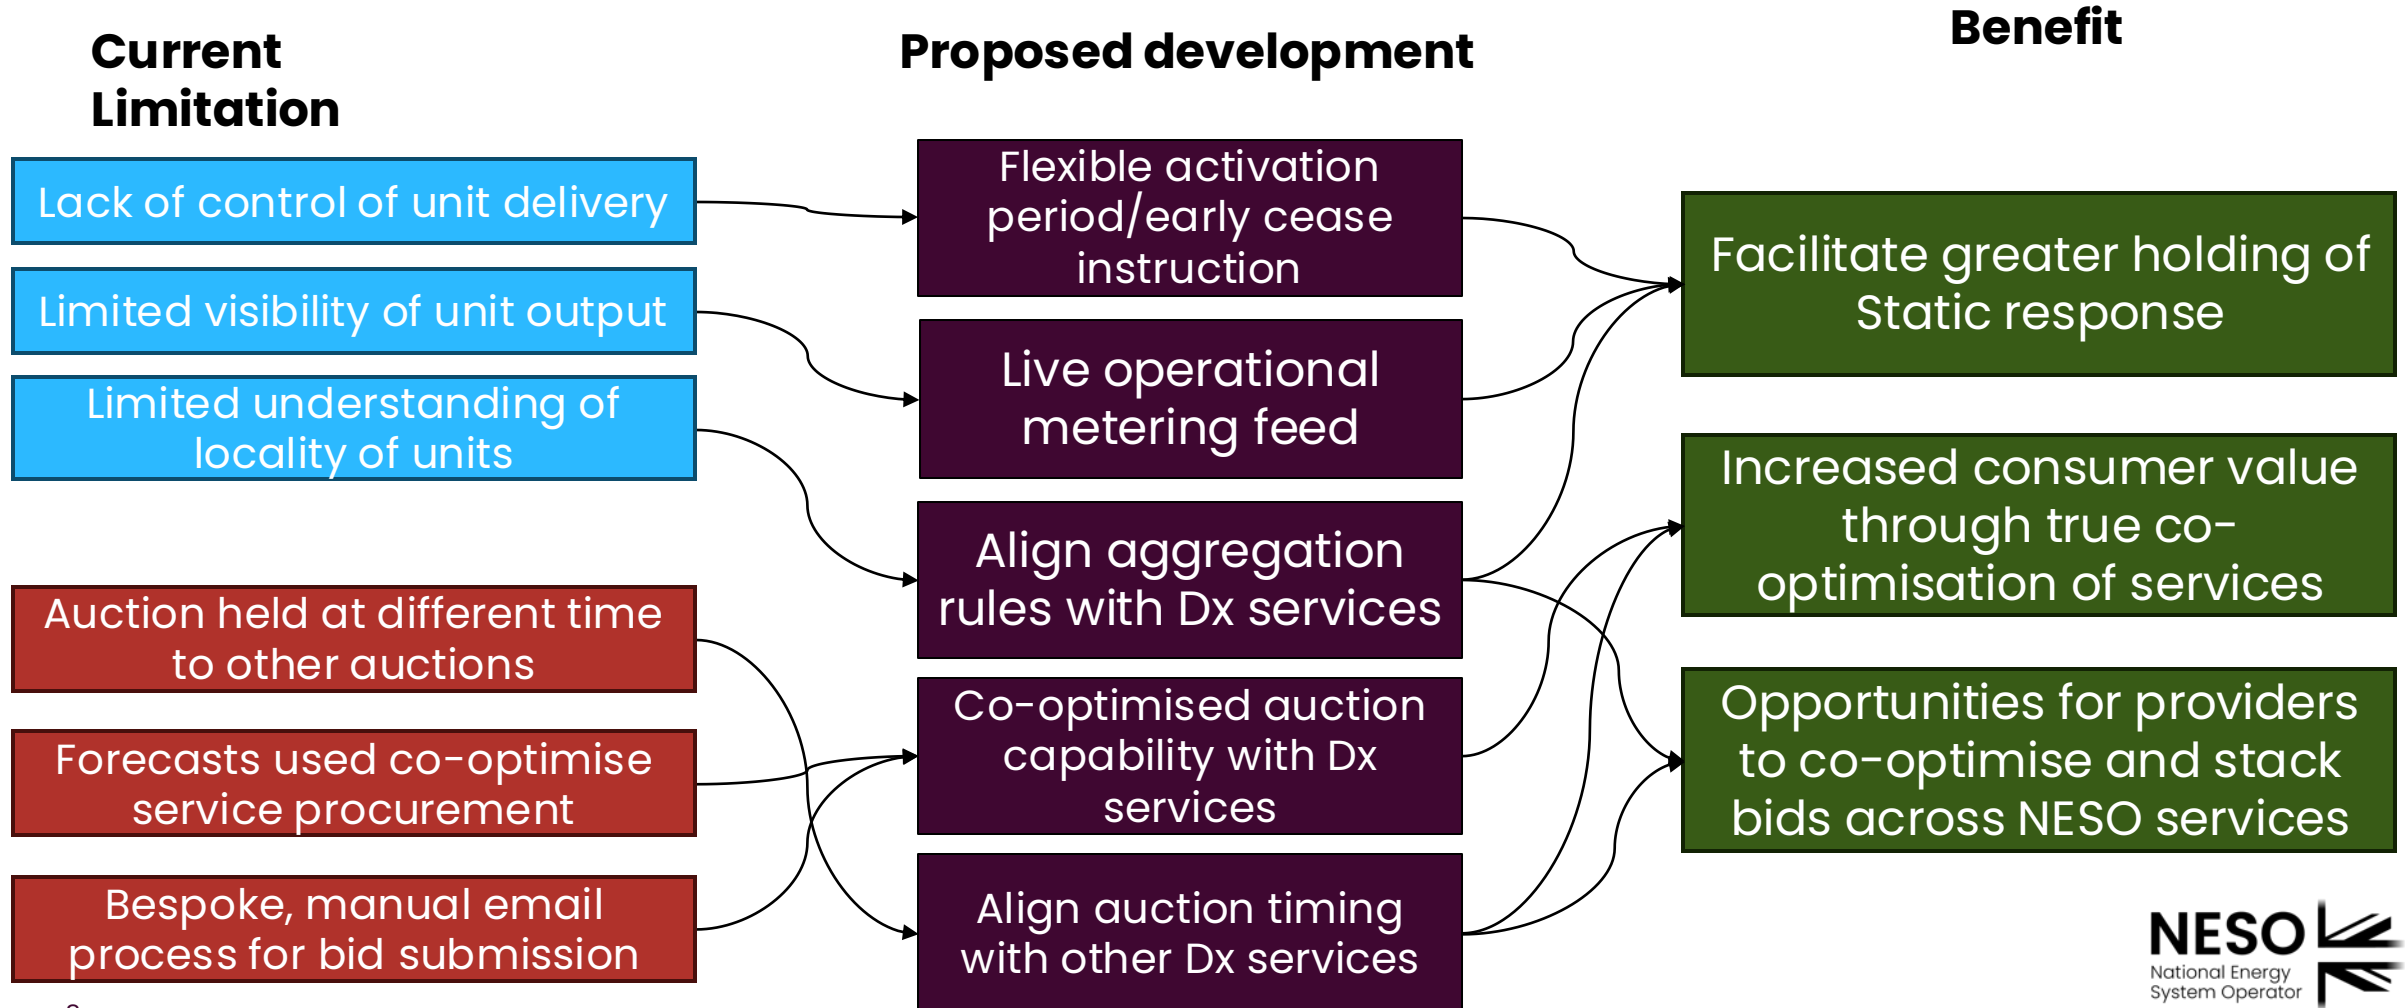 Current
Limitation
Proposed development
Benefit
Lack of control of unit delivery
Limited visibility of unit output
Limited understanding of
locality of units
Auction held at different time
to other auctions
Forecasts used co-optimise
service procurement
Bespoke, manual email
process for bid submission
Flexible activation
period/early cease
instruction
Live operational
metering feed
Align aggregation
rules with Dx services
Co-optimised auction
capability with Dx
services
Align auction timing
with other Dx services
Facilitate greater holding of
Static response
Increased consumer value
through true co-
optimisation of services
Opportunities for providers
to co-optimise and stack
bids across NESO services
NESO
National Energy
System Operator